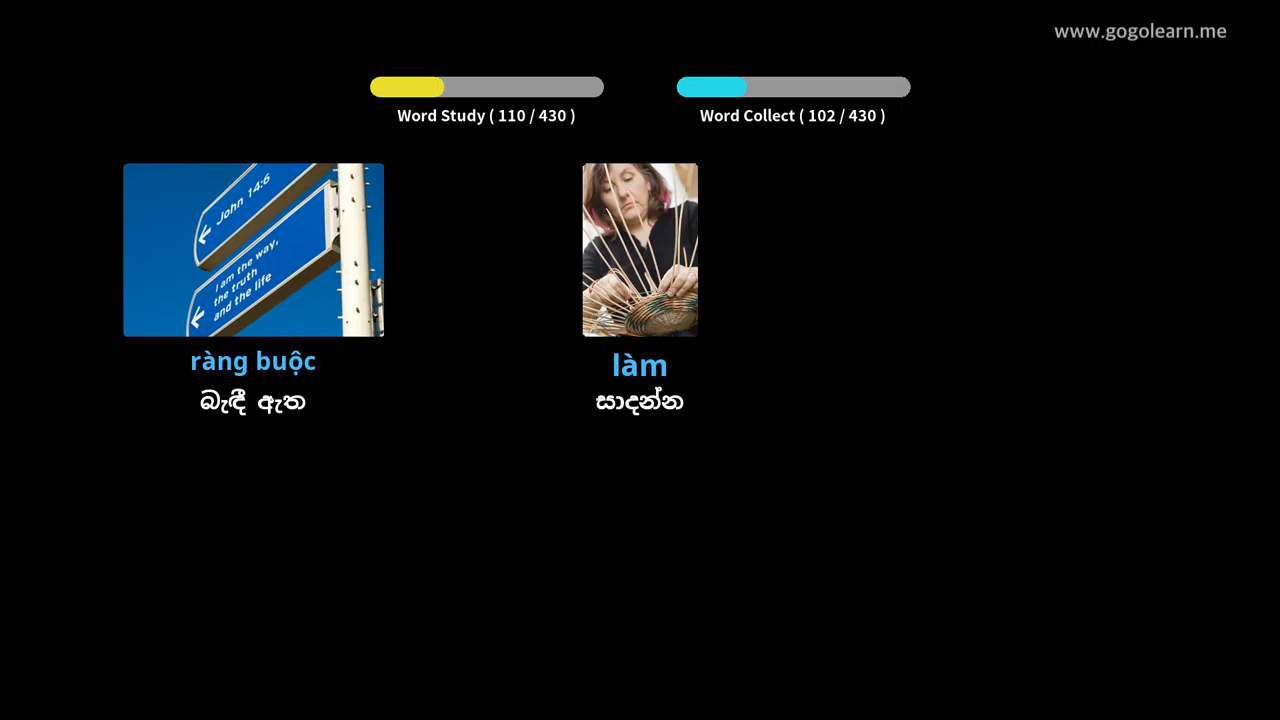 www.gogolearn.me
Word Study ( 110 / 430 )
Word Collect ( 102 / 430 )
John 14:6
I am the way,
the truth
and the life
ràng buộc
බැඳී ඇත
làm
සාදන්න